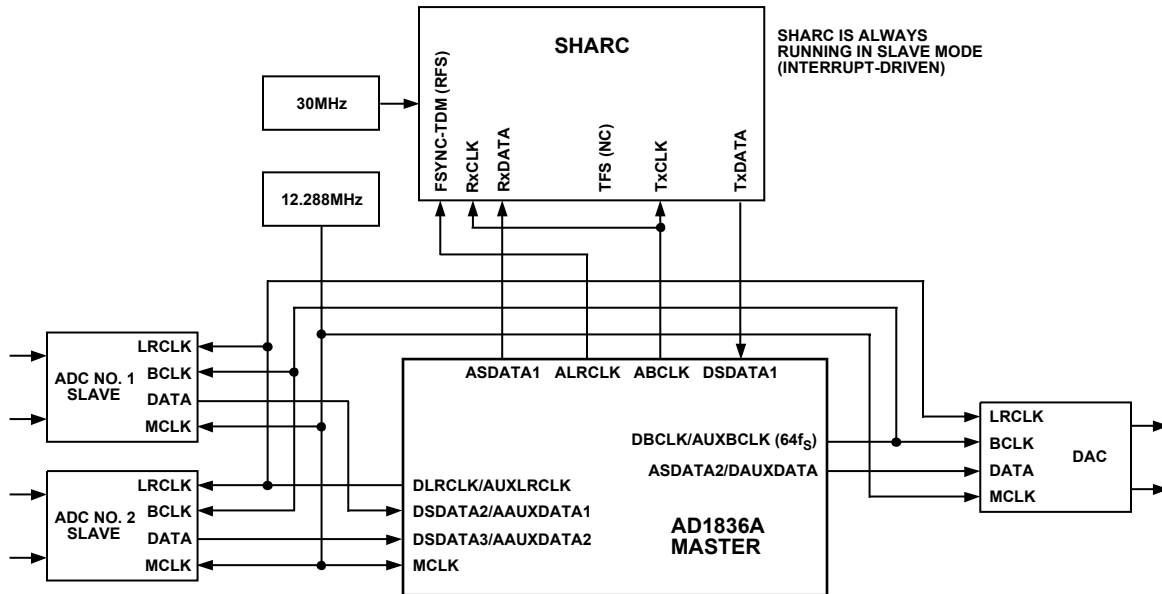 SHARC
SHARC IS ALWAYS
RUNNING IN SLAVE MODE
(INTERRUPT-DRIVEN)
30MHz
12.288MHz
FSYNC-TDM (RFS)
RxCLK
RxDATA
TFS (NC)
TxCLK
TxDATA
ADC NO. 1
SLAVE
LRCLK
BCLK
DATA
MCLK
ADC NO. 2
SLAVE
LRCLK
BCLK
DATA
MCLK
ASDATA1 ALRCLK ABCLK DSDATA1
DBCLK/AUXBCLK (64fS)
ASDATA2/DAUXDATA
DLRCLK/AUXLRCLK
DSDATA2/AAUXDATA1
DSDATA3/AAUXDATA2
MCLK
AD1836A
MASTER
LRCLK
BCLK
DATA
MCLK
DAC